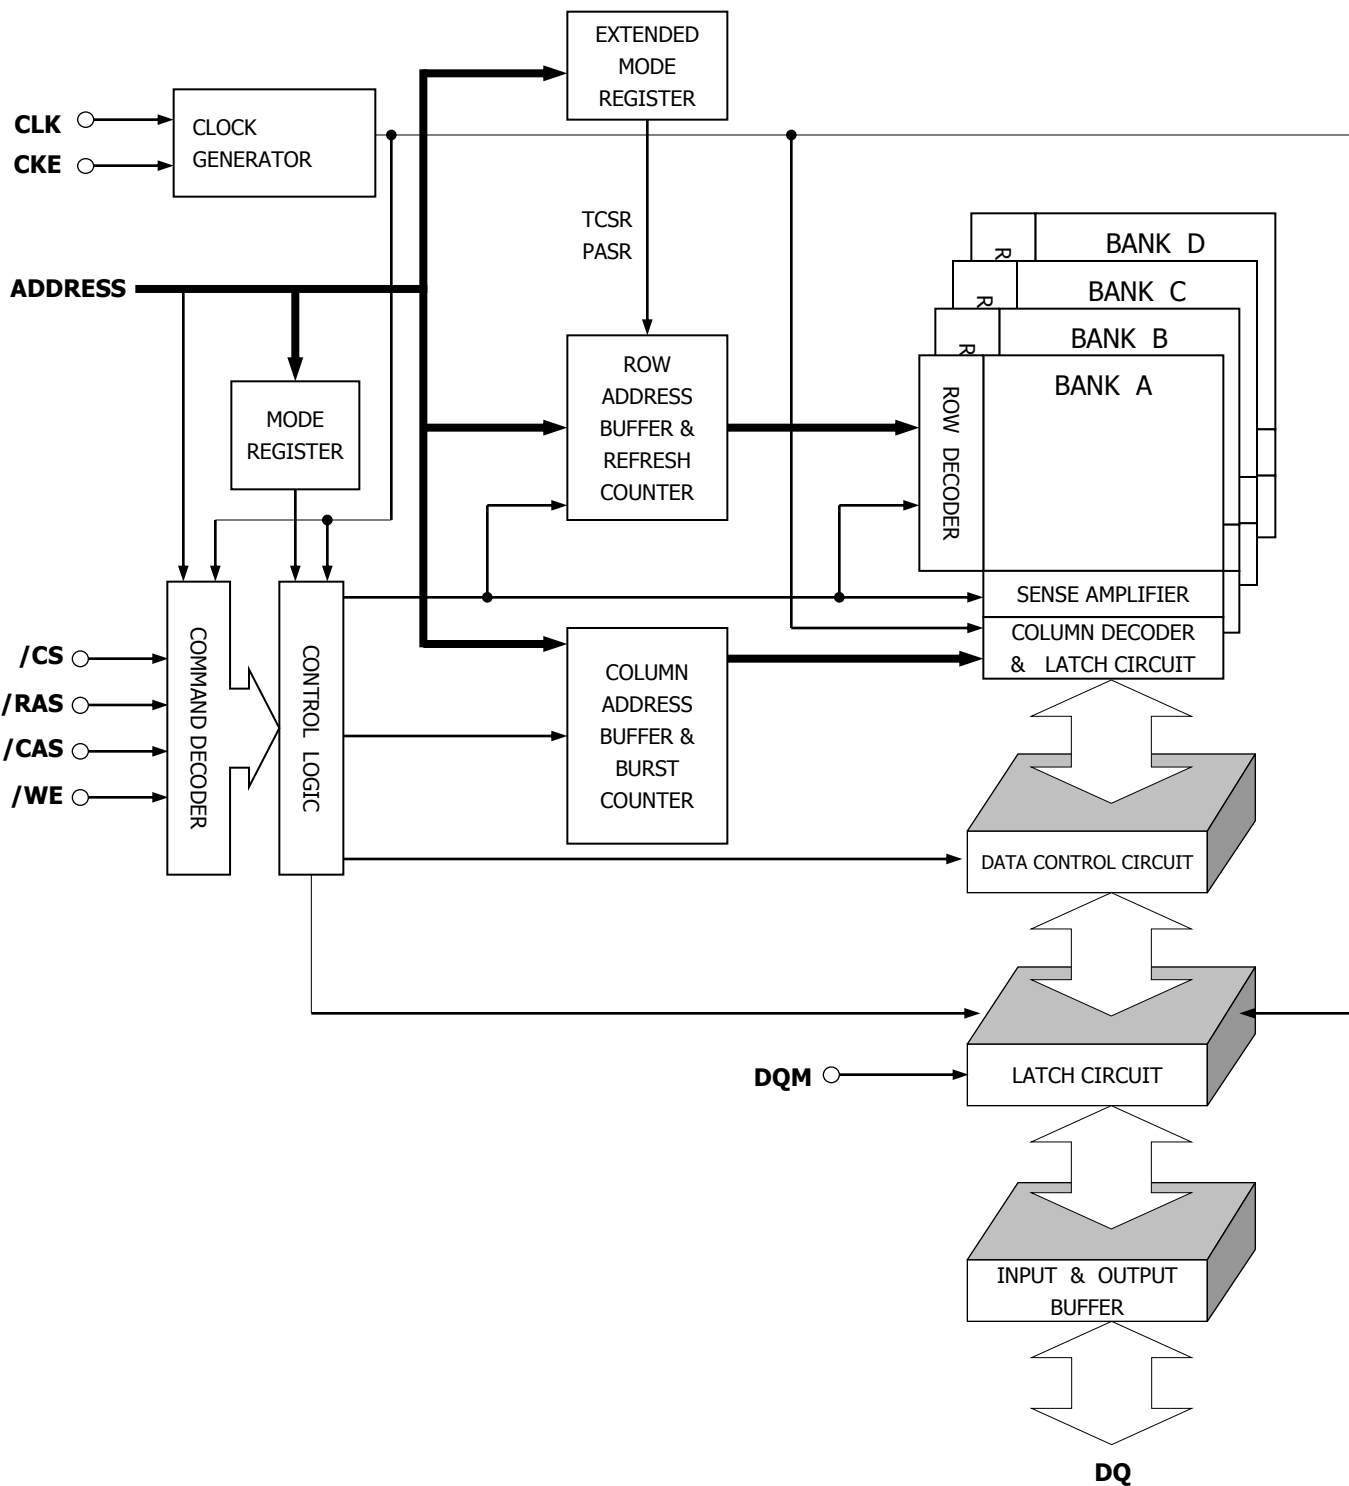 EXTENDED
MODE
REGISTER
CLK
CKE
CLOCK
GENERATOR
TCSR
PASR
ADDRESS
R
BANK D
R
BANK C
R
BANK B
ROW DECODER
BANK A
ROW
ADDRESS
BUFFER &
REFRESH
COUNTER
MODE
REGISTER
SENSE AMPLIFIER
COLUMN DECODER
& LATCH CIRCUIT
/CS
/RAS
/CAS
/WE
COMMAND DECODER
CONTROL LOGIC
COLUMN
ADDRESS
BUFFER &
BURST
COUNTER
DATA CONTROL CIRCUIT
DQM
LATCH CIRCUIT
INPUT & OUTPUT
BUFFER
DQ